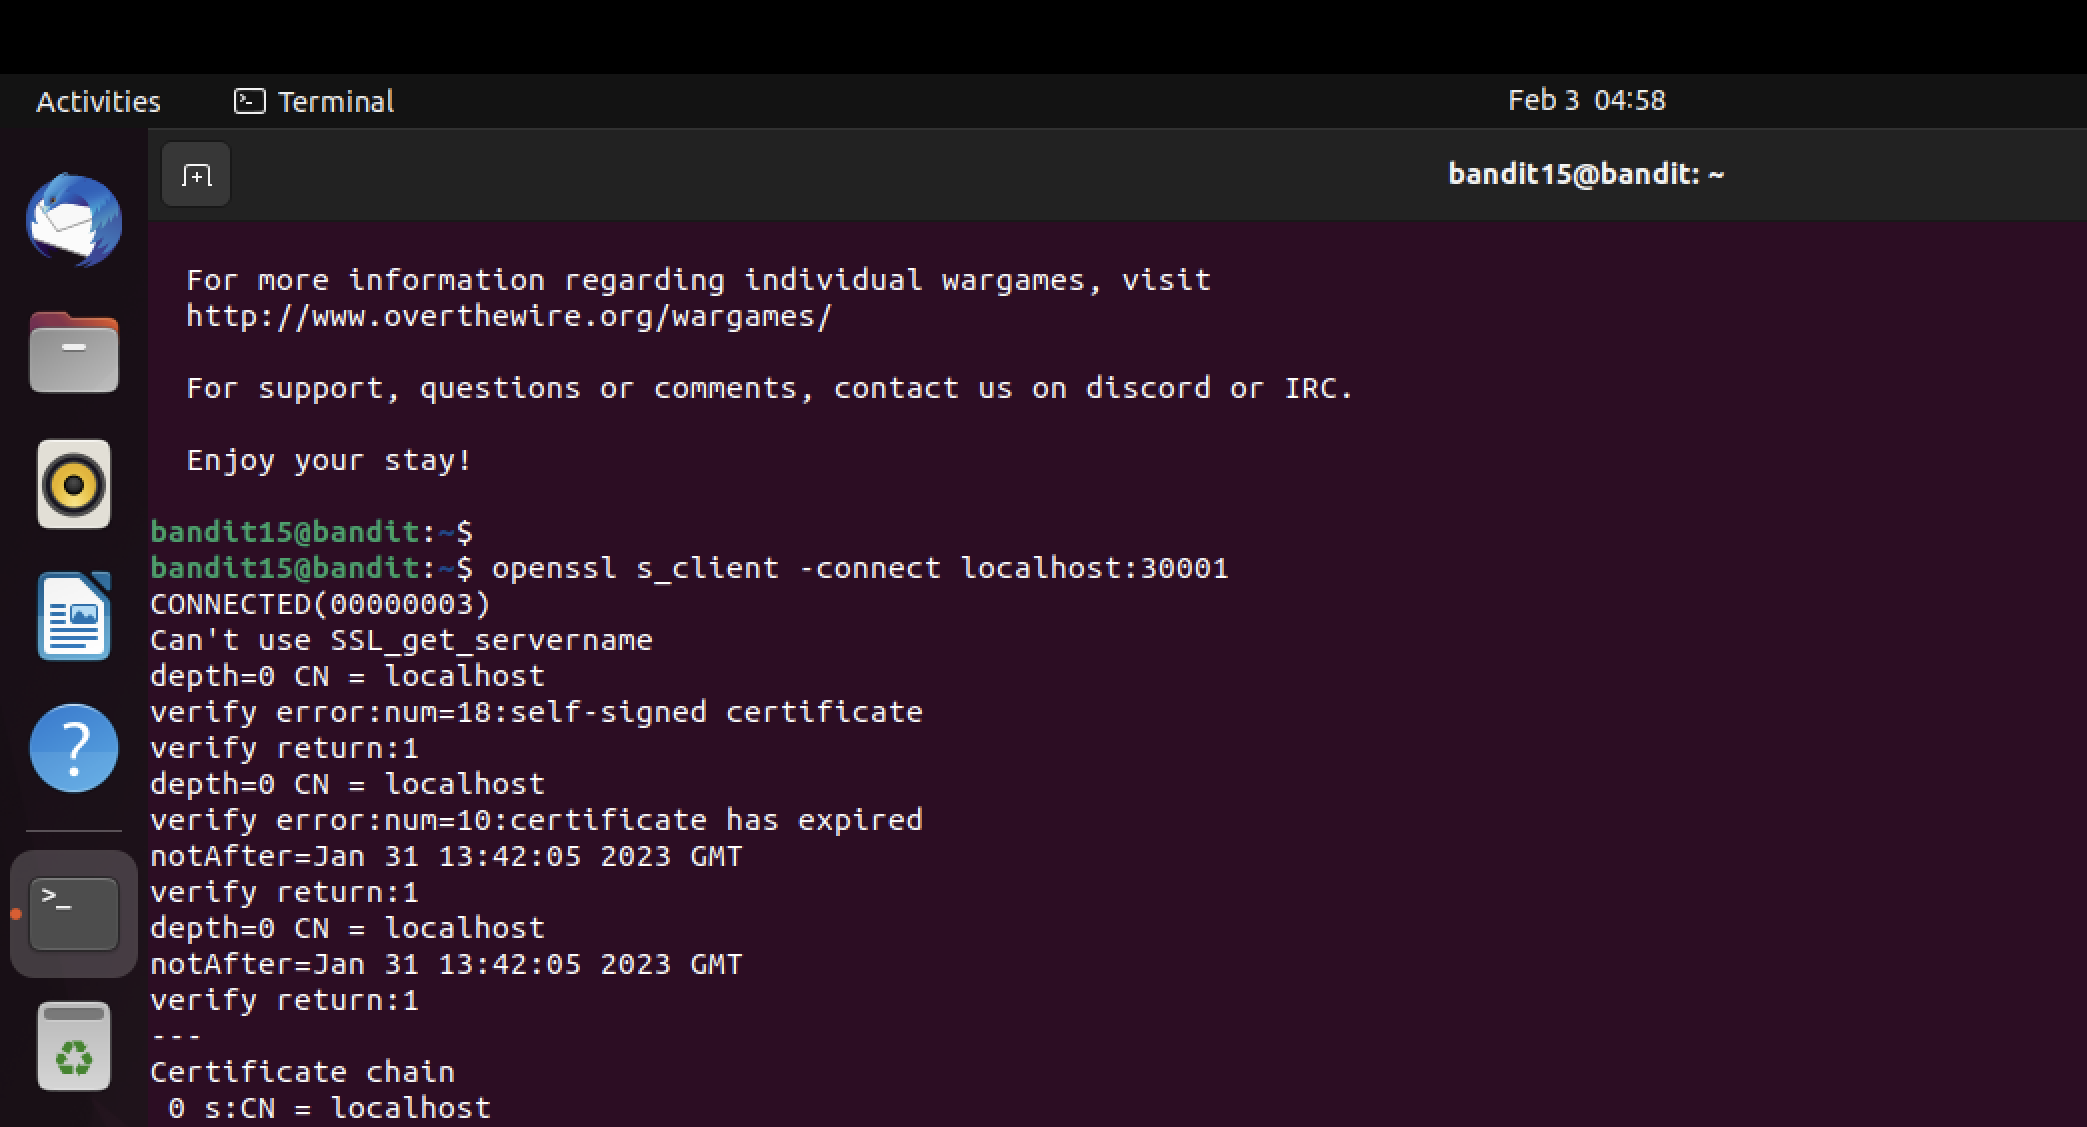 Activities
Terminal
Feb 3 04:58
bandit15@bandit: ~
For more information regarding individual wargames, visit
http://www.overthewire.org/wargames/
For support, questions or comments, contact us on discord or IRC.
Enjoy your stay!
bandit15@bandit:~$
bandit15@bandit:~$ openssl s_client -connect localhost:30001
CONNECTED(00000003)
Can't use SSL_get_servername
depth=0 CN = localhost
verify error:num=18:self-signed certificate
verify return:1
depth=0 CN = localhost
verify error:num=10:certificate has expired
notAfter=Jan 31 13:42:05 2023 GMT
verify return:1
depth=0 CN = localhost
notAfter=Jan 31 13:42:05 2023 GMT
verify return:1
---
Certificate chain
 0 s:CN = localhost